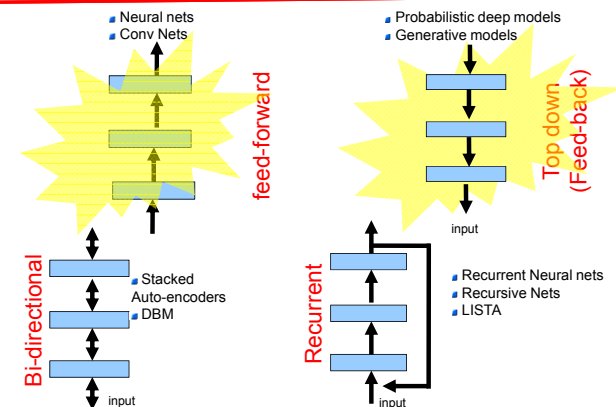 Neural nets
Conv Nets
feed-forward
Probabilistic deep models
Generative models
Top down
(Feed-back)
input
Bi-directional
Stacked
Auto-encoders
DBM
input
Recurrent
Recurrent Neural nets
Recursive Nets
LISTA
input